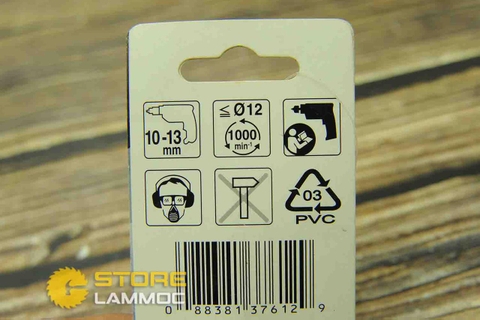 ≦ Ø12
10-13
mm
1000
min⁻¹
03
PVC
0 88381 37612 9
STORE
LAMMOC